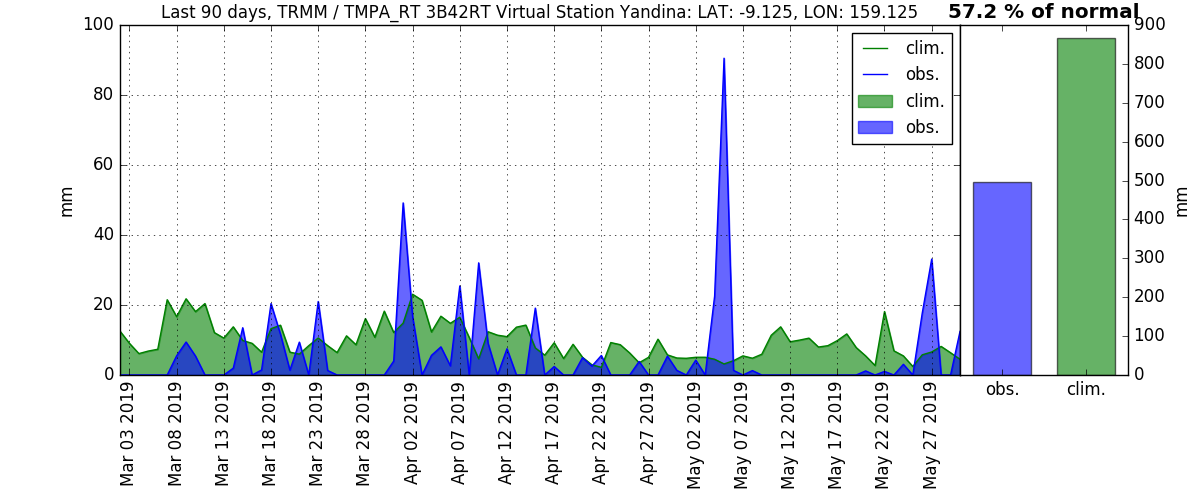 Last 90 days, TRMM / TMPA_RT 3B42RT Virtual Station Yandina: LAT: -9.125, LON: 159.125
57.2 % of normal
100
80
60
40
20
0
mm
clim.
obs.
clim.
obs.
900
800
700
600
500
400
300
200
100
0
mm
obs.
clim.
Mar 03 2019
Mar 08 2019
Mar 13 2019
Mar 18 2019
Mar 23 2019
Mar 28 2019
Apr 02 2019
Apr 07 2019
Apr 12 2019
Apr 17 2019
Apr 22 2019
Apr 27 2019
May 02 2019
May 07 2019
May 12 2019
May 17 2019
May 22 2019
May 27 2019